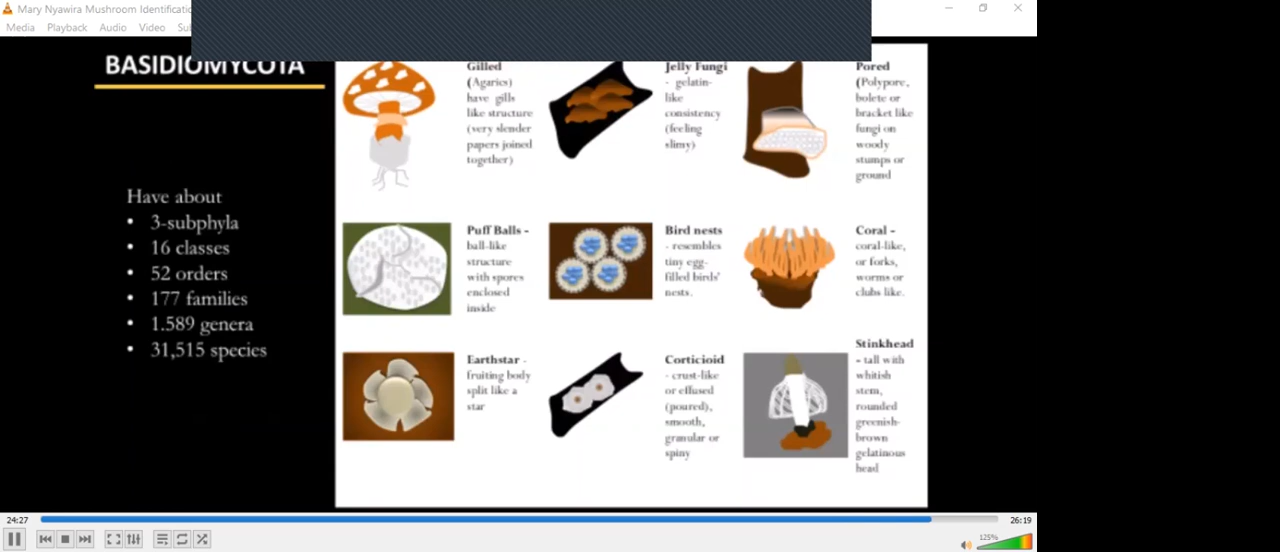 Mary Nyawira Mushroom Identificatio
Media Playback Audio Video Su
BASIDIOMYCOTA
Have about
• 3-subphyla
• 16 classes
• 52 orders
• 177 families
• 1.589 genera
• 31,515 species
Gilled
(Agarics)
have gills
like structure
(very slender
papers joined
together)
Jelly Fungi
- gelatin-
like
consistency
(feeling
slimy)
Pored
(Polypore,
bolete or
bracket like
fungi on
woody
stumps or
ground
Puff Balls -
ball-like
structure
with spores
enclosed
inside
Bird nests
- resembles
tiny egg-
filled birds'
nests.
Coral -
coral-like,
or forks,
worms or
clubs like.
Earthstar -
fruiting body
split like a
star
Corticioid
- crust-like
or effused
(poured),
smooth,
granular or
spiny
Stinkhead
- tall with
whitish
stem,
rounded
greenish-
brown
gelatinous
head
24:27
26:19
125%